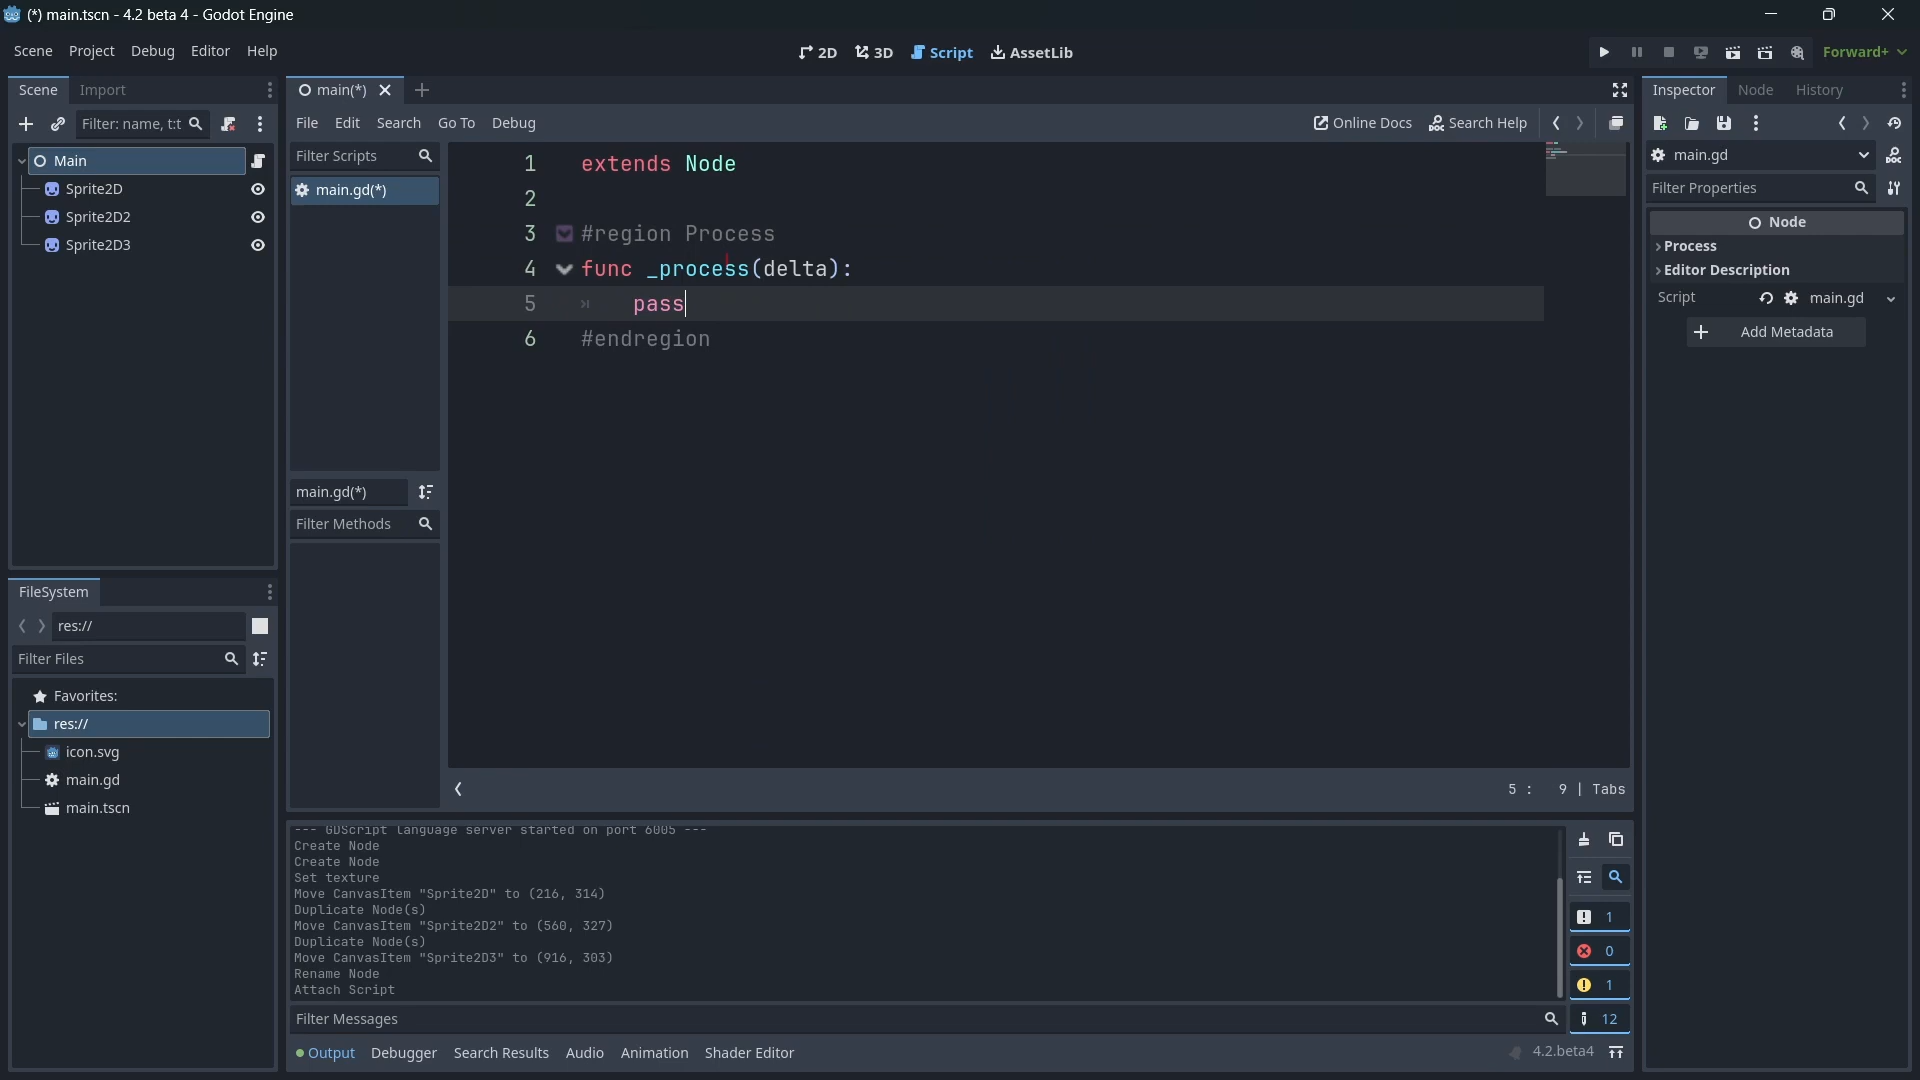 (*) main.tscn - 4.2 beta 4 - Godot Engine
Scene Project Debug Editor Help
2D 3D Script AssetLib
Forward+
Scene Import
main(*)
Inspector Node History
Filter: name, t:t
File Edit Search Go To Debug
Online Docs Search Help
Main
Sprite2D
Sprite2D2
Sprite2D3
Filter Scripts
main.gd(*)
main.gd(*)
Filter Methods
1 extends Node
2
3 #region Process
4 func _process(delta):
5 pass
6 #endregion
5 : 9 | Tabs
main.gd
Filter Properties
Node
Process
Editor Description
Script main.gd
Add Metadata
FileSystem
res://
Filter Files
Favorites:
res://
icon.svg
main.gd
main.tscn
--- GDScript language server started on port 6005 ---
Create Node
Create Node
Set texture
Move CanvasItem "Sprite2D" to (216, 314)
Duplicate Node(s)
Move CanvasItem "Sprite2D2" to (560, 327)
Duplicate Node(s)
Move CanvasItem "Sprite2D3" to (916, 303)
Rename Node
Attach Script
1
0
1
12
Filter Messages
Output Debugger Search Results Audio Animation Shader Editor
4.2.beta4